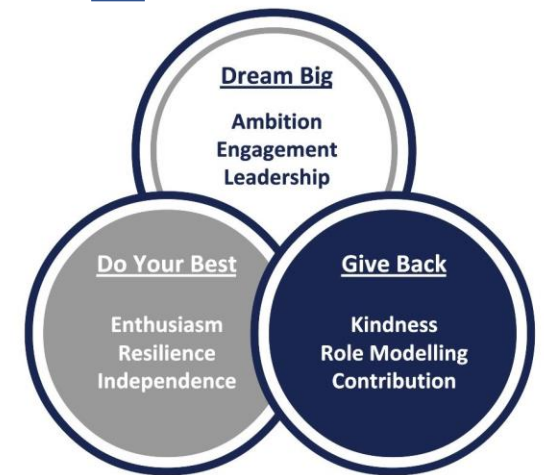 Dream Big
Ambition
Engagement
Leadership
Do Your Best
Enthusiasm
Resilience
Independence
Give Back
Kindness
Role Modelling
Contribution